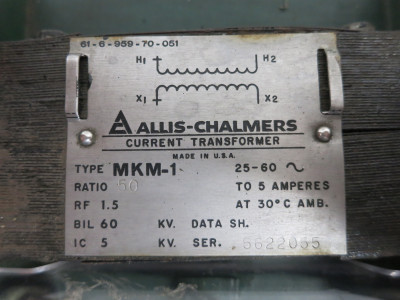 61-6-959-70-051
H1 H2
X1 X2
ALLIS-CHALMERS
CURRENT TRANSFORMER
MADE IN U.S.A.
TYPE MKM-1 25-60 ~
RATIO 50 TO 5 AMPERES
RF 1.5 AT 30°C AMB.
BIL 60 KV. DATA SH.
IC 5 KV. SER. 5622055